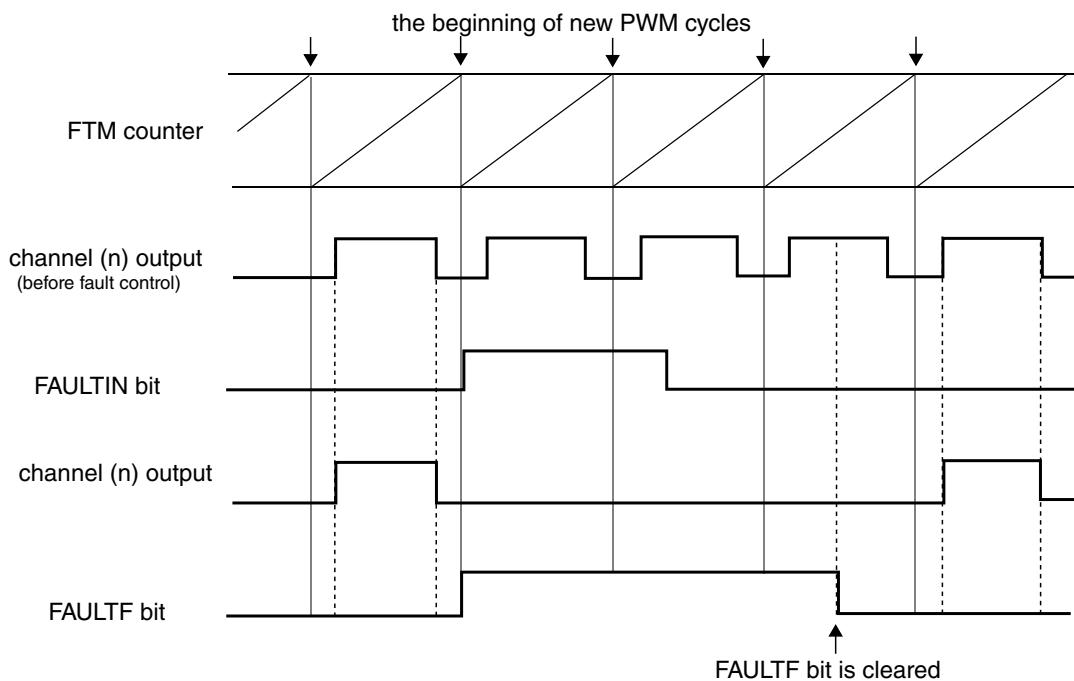 the beginning of new PWM cycles
FTM counter
channel (n) output
(before fault control)
FAULTIN bit
channel (n) output
FAULTF bit
FAULTF bit is cleared